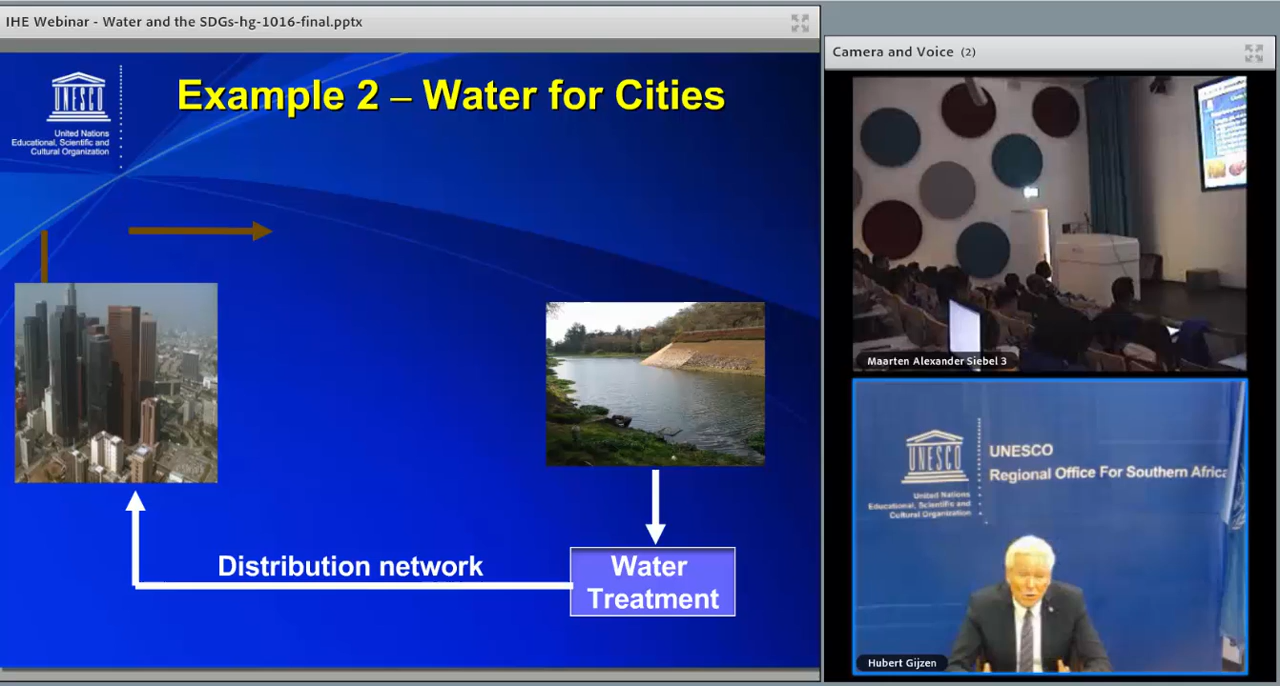 IHE Webinar - Water and the SDGs-hg-1016-final.pptx
UNESCO
United Nations
Educational, Scientific and
Cultural Organization
Example 2 – Water for Cities
Distribution network
Water
Treatment
Camera and Voice (2)
Maarten Alexander Siebel 3
UNESCO
United Nations
Educational, Scientific and
Cultural Organization
UNESCO
Regional Office For Southern Africa
Hubert Gijzen